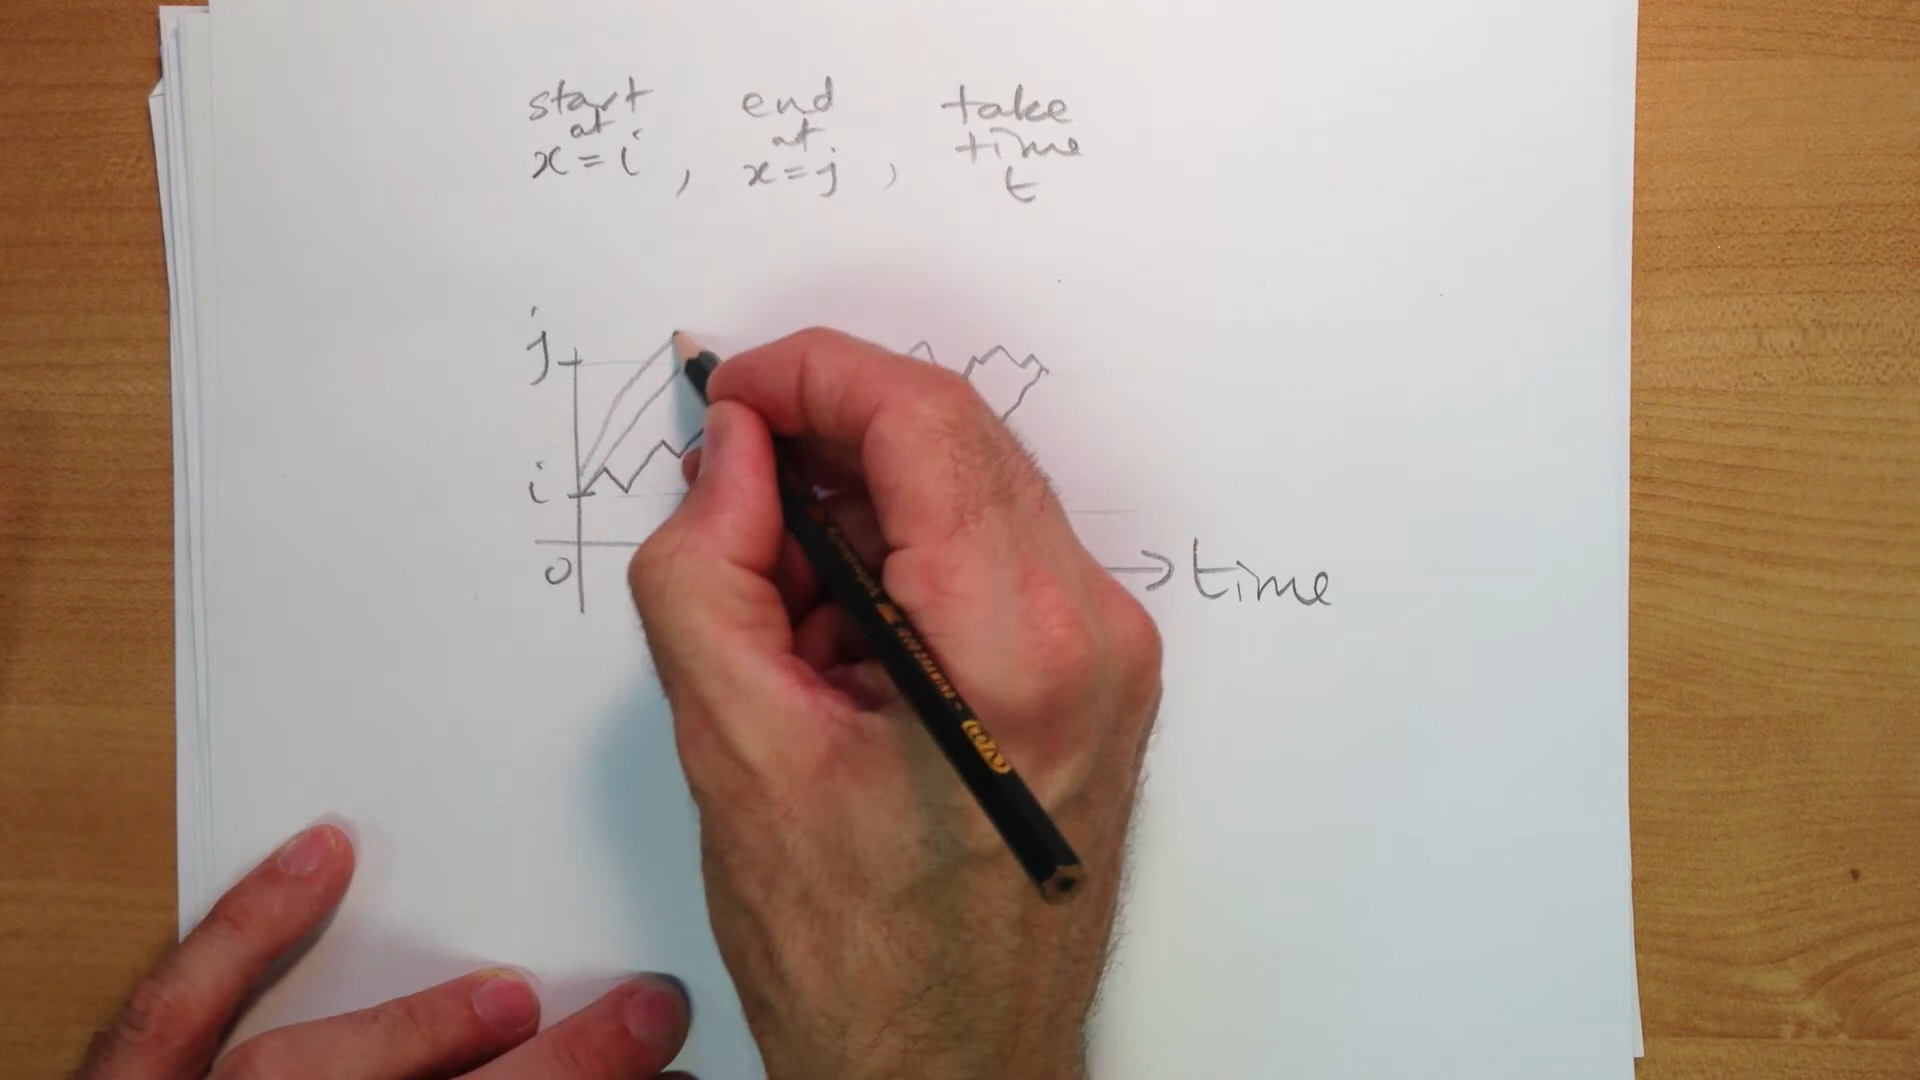 start end take
at at time
x = i , x = j , t
j
i
0
time